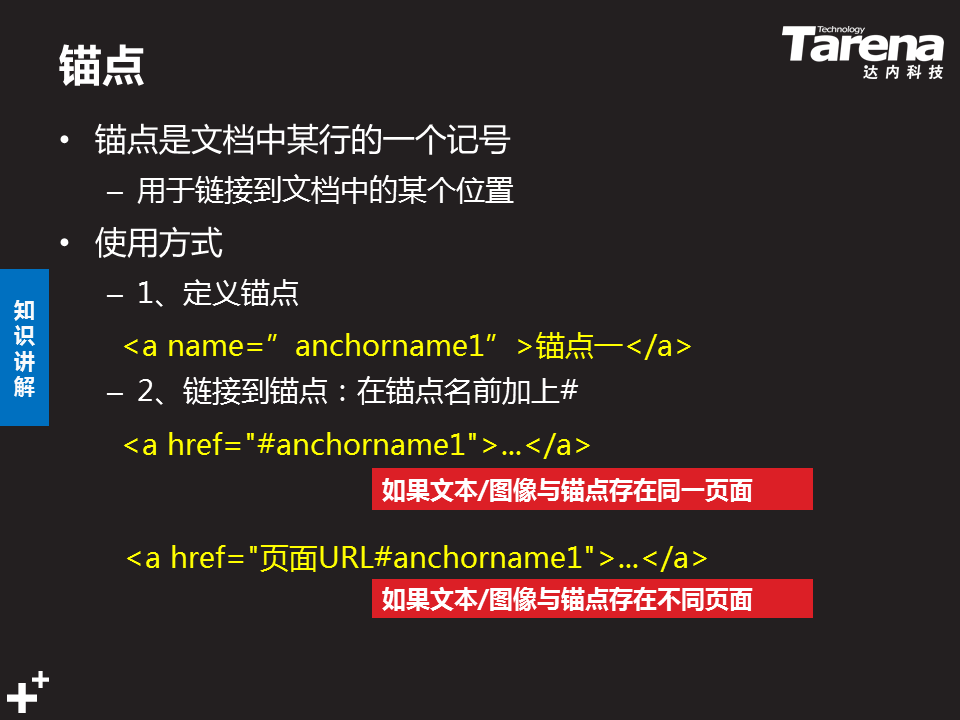 锚点
Technology
Tarena
达内科技
• 锚点是文档中某行的一个记号
– 用于链接到文档中的某个位置
• 使用方式
– 1、定义锚点
<a name=”anchorname1”>锚点一</a>
– 2、链接到锚点：在锚点名前加上#
<a href="#anchorname1">...</a>
如果文本/图像与锚点存在同一页面
<a href="页面URL#anchorname1">...</a>
如果文本/图像与锚点存在不同页面
知识讲解